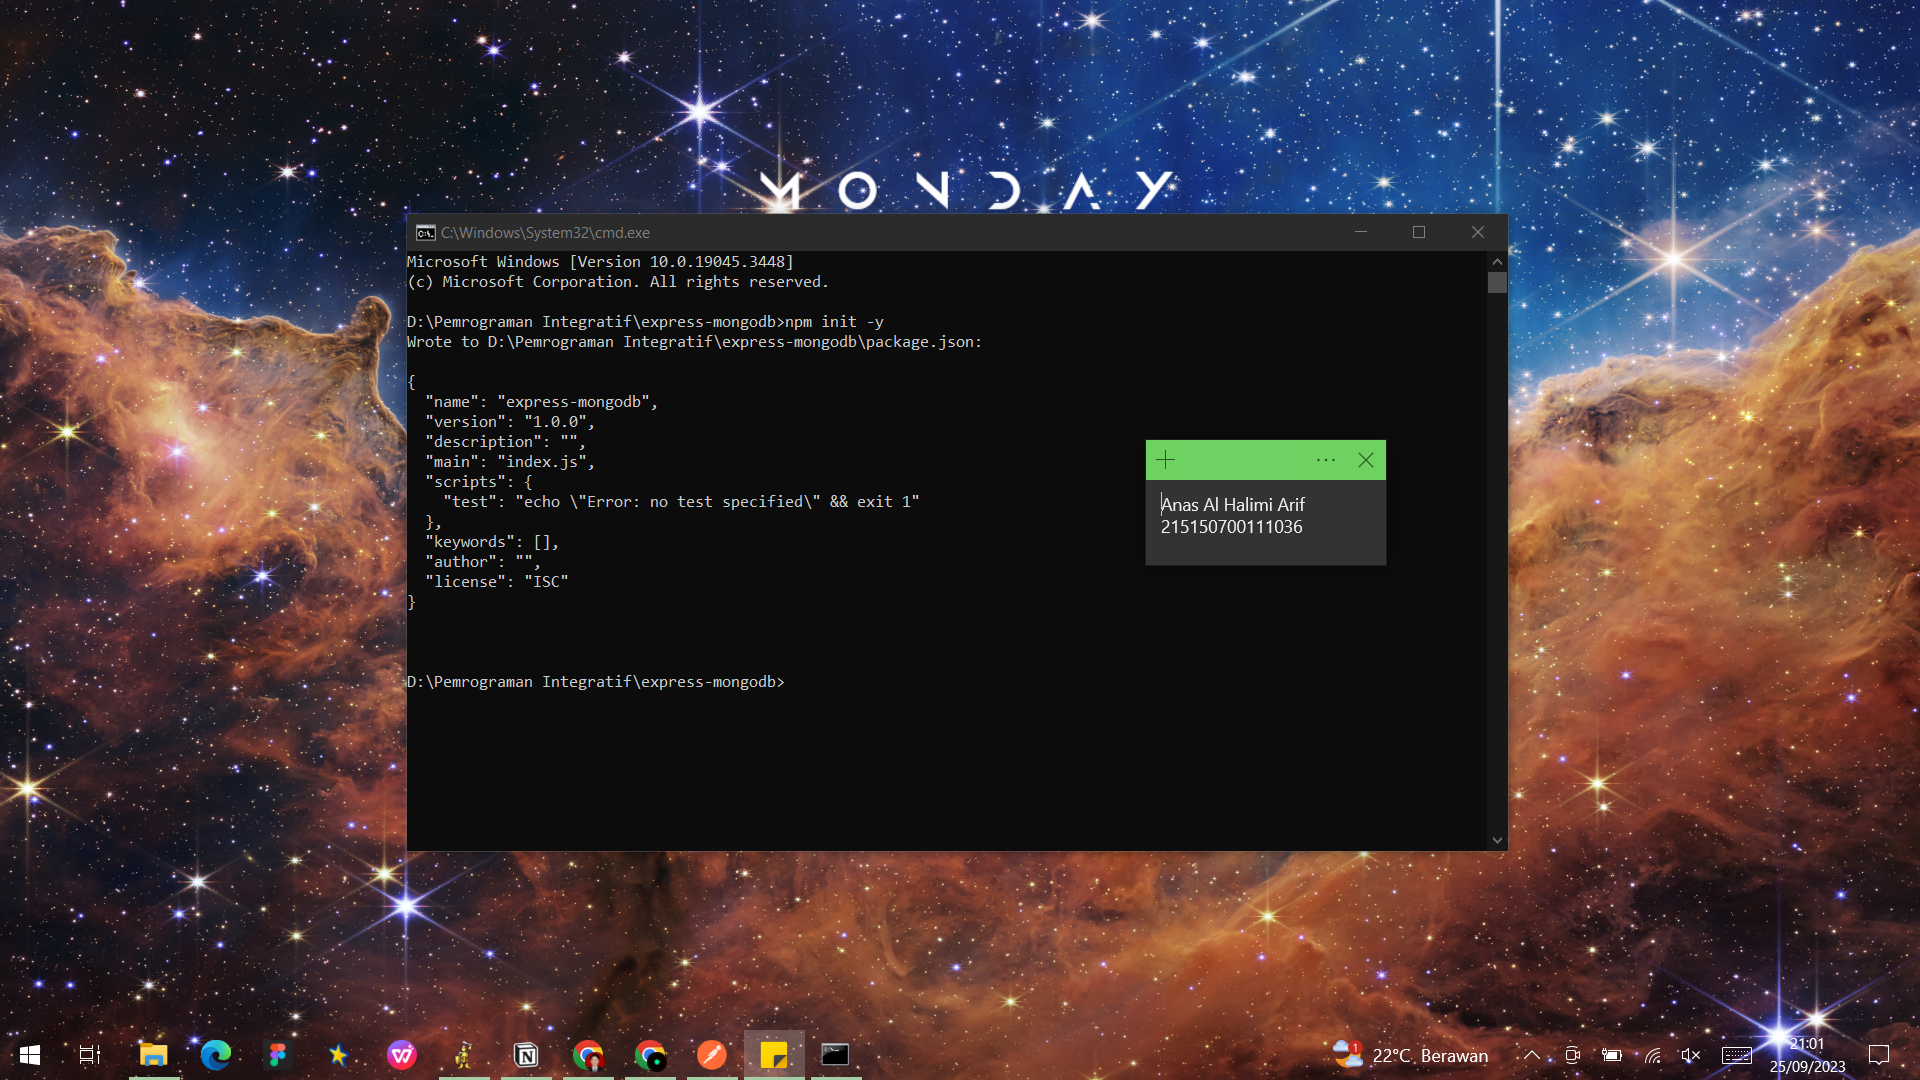 MONDAY
C:\Windows\System32\cmd.exe
Microsoft Windows [Version 10.0.19045.3448]
(c) Microsoft Corporation. All rights reserved.
D:\Pemrograman Integratif\express-mongodb>npm init -y
Wrote to D:\Pemrograman Integratif\express-mongodb\package.json:
{
  "name": "express-mongodb",
  "version": "1.0.0",
  "description": "",
  "main": "index.js",
  "scripts": {
    "test": "echo \"Error: no test specified\" && exit 1"
  },
  "keywords": [],
  "author": "",
  "license": "ISC"
}
D:\Pemrograman Integratif\express-mongodb>
Anas Al Halimi Arif
215150700111036
1
22°C Berawan
21:01
25/09/2023